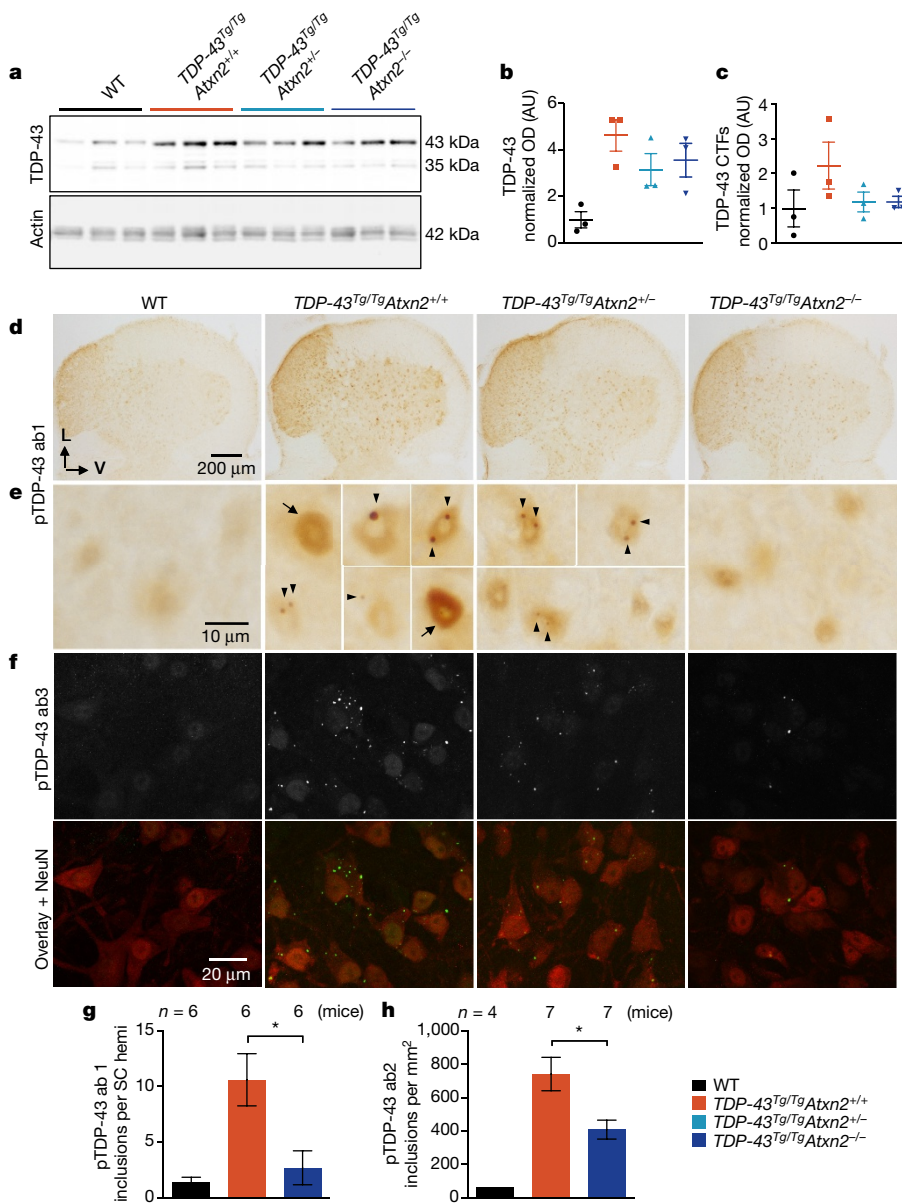 a
WT
TDP-43Tg/Tg Atxn2+/+
TDP-43Tg/Tg Atxn2+/–
TDP-43Tg/Tg Atxn2–/–
TDP-43
43 kDa
35 kDa
Actin
42 kDa
b
TDP-43
normalized OD (AU)
6
4
2
0
c
TDP-43 CTFs
normalized OD (AU)
4
3
2
1
0
WT
TDP-43Tg/TgAtxn2+/+
TDP-43Tg/TgAtxn2+/–
TDP-43Tg/TgAtxn2–/–
d
pTDP-43 ab1
L
V
200 μm
e
10 μm
f
pTDP-43 ab3
Overlay + NeuN
20 μm
g
n = 6 6 6 (mice)
*
pTDP-43 ab 1
inclusions per SC hemi
15
10
5
0
h
n = 4 7 7 (mice)
*
pTDP-43 ab2
inclusions per mm2
1,000
800
600
400
200
0
WT
TDP-43Tg/TgAtxn2+/+
TDP-43Tg/TgAtxn2+/–
TDP-43Tg/TgAtxn2–/–